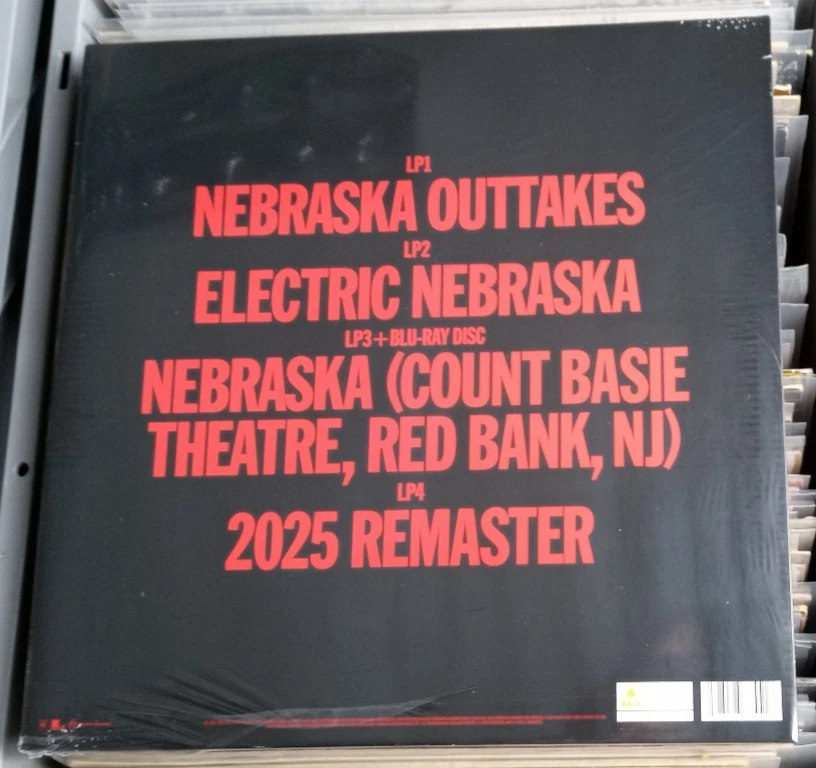 LP1
NEBRASKA OUTTAKES
LP2
ELECTRIC NEBRASKA
LP3+BLU-RAY DISC
NEBRASKA (COUNT BASIE
THEATRE, RED BANK, NJ)
LP4
2025 REMASTER